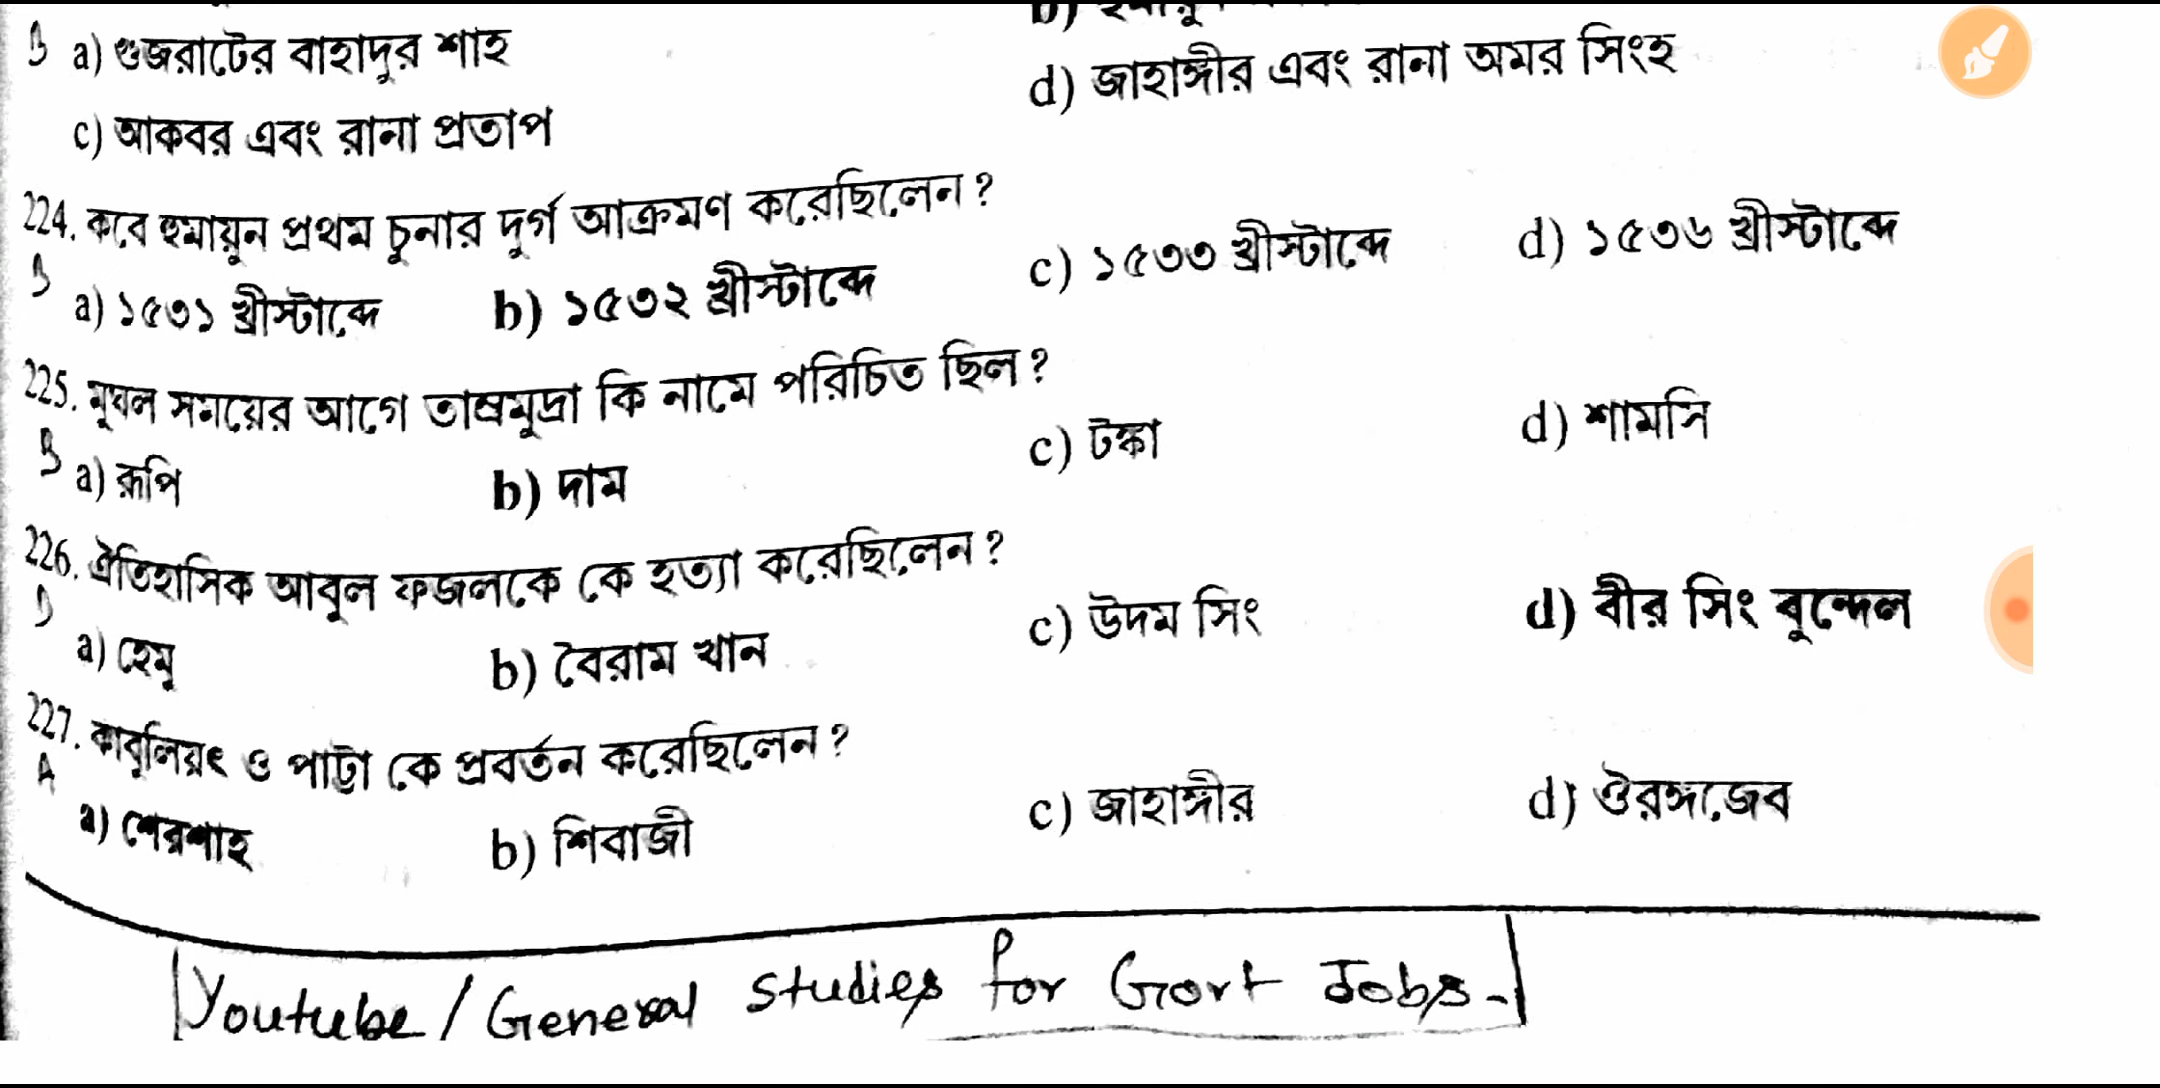 B a) গুজরাটের বাহাদুর শাহ
d) জাহাঙ্গীর এবং রানা অমর সিংহ
c) আকবর এবং রানা প্রতাপ
224. কবে হুমায়ুন প্রথম চুনার দুর্গ আক্রমণ করেছিলেন?
B a) ১৫৩১ খ্রীস্টাব্দে b) ১৫৩২ খ্রীস্টাব্দে c) ১৫৩৩ খ্রীস্টাব্দে d) ১৫৩৬ খ্রীস্টাব্দে
225. মুঘল সময়ের আগে তাম্রমুদ্রা কি নামে পরিচিত ছিল?
B a) রূপি b) দাম c) টঙ্কা d) শামসি
226. ঐতিহাসিক আবুল ফজলকে কে হত্যা করেছিলেন?
D a) হেমু b) বৈরাম খান c) উদম সিং d) বীর সিং বুন্দেল
227. কাবুলিয়ৎ ও পাট্টা কে প্রবর্তন করেছিলেন?
A a) শেরশাহ b) শিবাজী c) জাহাঙ্গীর d) ঔরঙ্গজেব
Youtube/General studies for Govt Jobs-